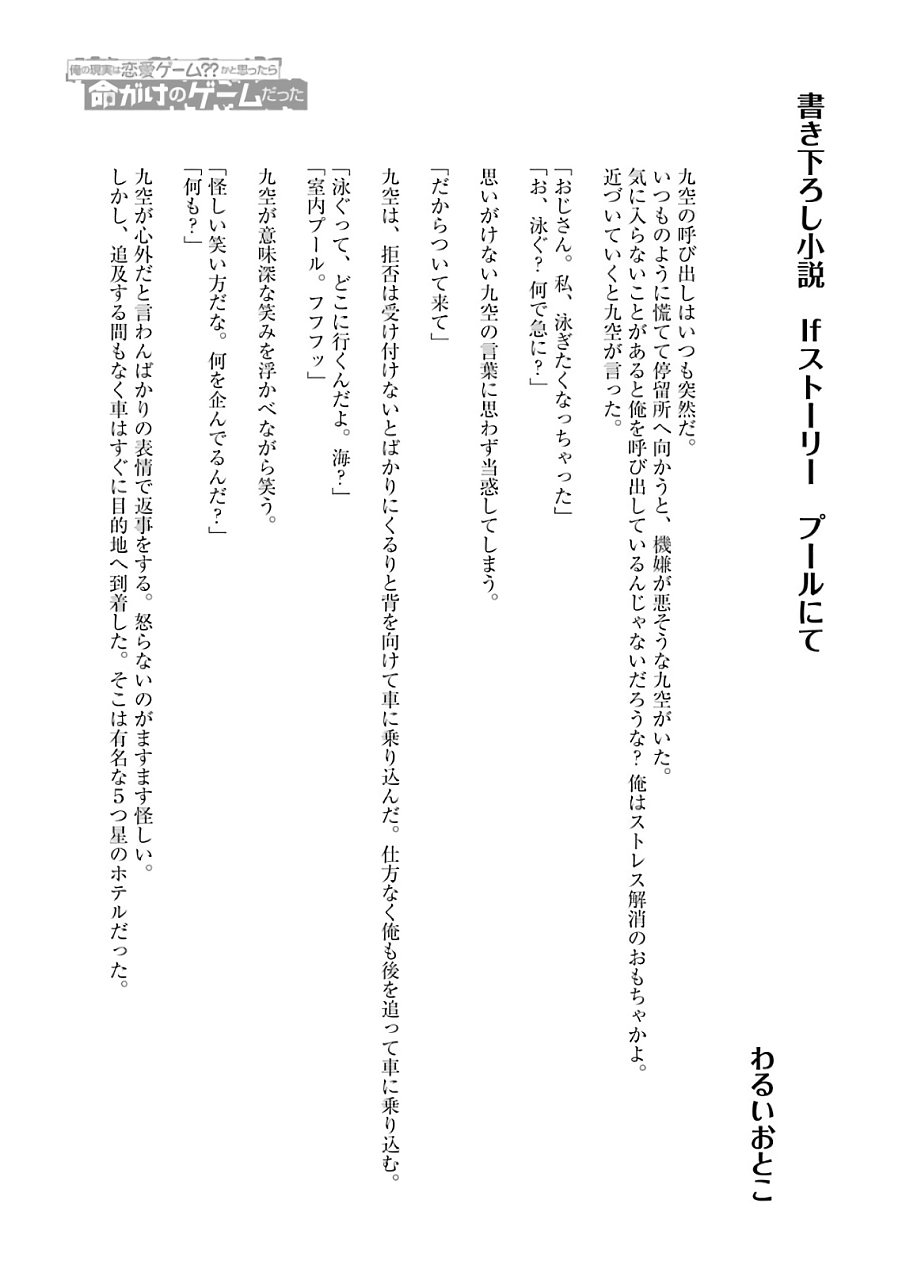 俺の現実は恋愛ゲーム??かと思ったら
命がけのゲームだった
書き下ろし小説　Ifストーリー　プールにて
わるいおとこ
九空の呼び出しはいつも突然だ。
いつものように慌てて停留所へ向かうと、機嫌が悪そうな九空がいた。
気に入らないことがあると俺を呼び出しているんじゃないだろうな？ 俺はストレス解消のおもちゃかよ。
近づいていくと九空が言った。
「おじさん。私、泳ぎたくなっちゃった」
「お、泳ぐ？ 何で急に？」
思いがけない九空の言葉に思わず当惑してしまう。
「だからついて来て」
九空は、拒否は受け付けないとばかりにくるりと背を向けて車に乗り込んだ。仕方なく俺も後を追って車に乗り込む。
「泳ぐって、どこに行くんだよ。海？」
「室内プール。フフフッ」
九空が意味深な笑みを浮かべながら笑う。
「怪しい笑い方だな。何を企んでるんだ？」
「何も？」
九空が心外だと言わんばかりの表情で返事をする。怒らないのがますます怪しい。
しかし、追及する間もなく車はすぐに目的地へ到着した。そこは有名な５つ星のホテルだった。